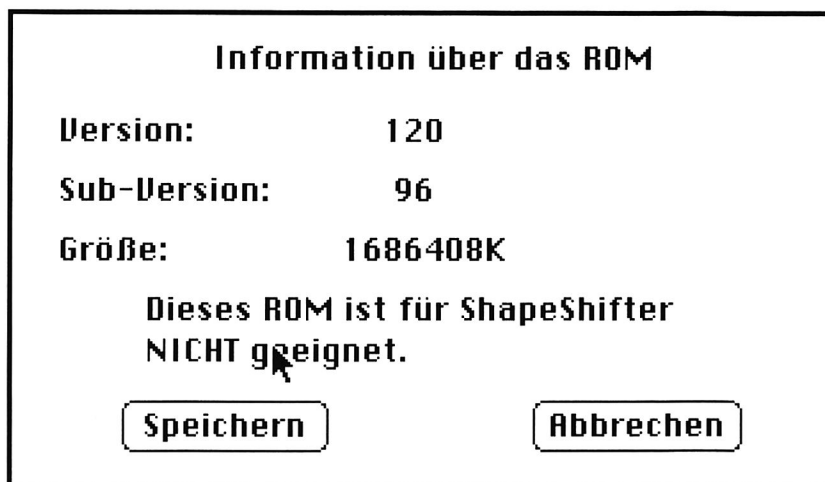 Information über das ROM
Version: 120
Sub-Version: 96
Größe: 1686408K
Dieses ROM ist für ShapeShifter
NICHT geeignet.
Speichern Abbrechen